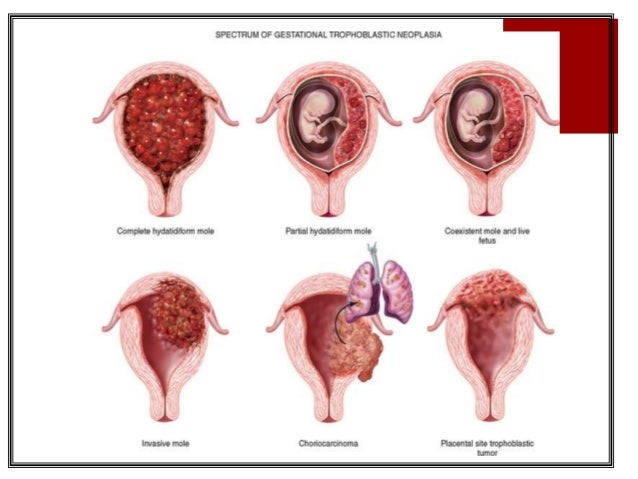 SPECTRUM OF GESTATIONAL TROPHOBLASTIC NEOPLASIA
Complete hydatidiform mole
Partial hydatidiform mole
Coexistent mole and live
fetus
Invasive mole
Choriocarcinoma
Placental site trophoblastic
tumor